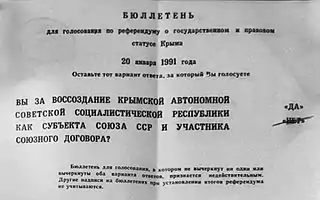 БЮЛЛЕТЕНЬ
для голосования по референдуму о государственном и правовом
статусе Крыма
20 января 1991 года
Оставьте тот вариант ответа, за который Вы голосуете
ВЫ ЗА ВОССОЗДАНИЕ КРЫМСКОЙ АВТОНОМНОЙ
СОВЕТСКОЙ СОЦИАЛИСТИЧЕСКОЙ РЕСПУБЛИКИ
КАК СУБЪЕКТА СОЮЗА ССР И УЧАСТНИКА
СОЮЗНОГО ДОГОВОРА?
«ДА»
«НЕТ»
Бюллетень для голосования, в котором не вычеркнут ни один или
вычеркнуты оба варианта ответов, признается недействительным.
Другие надписи на бюллетенях при установлении итогов референдума
не учитываются.